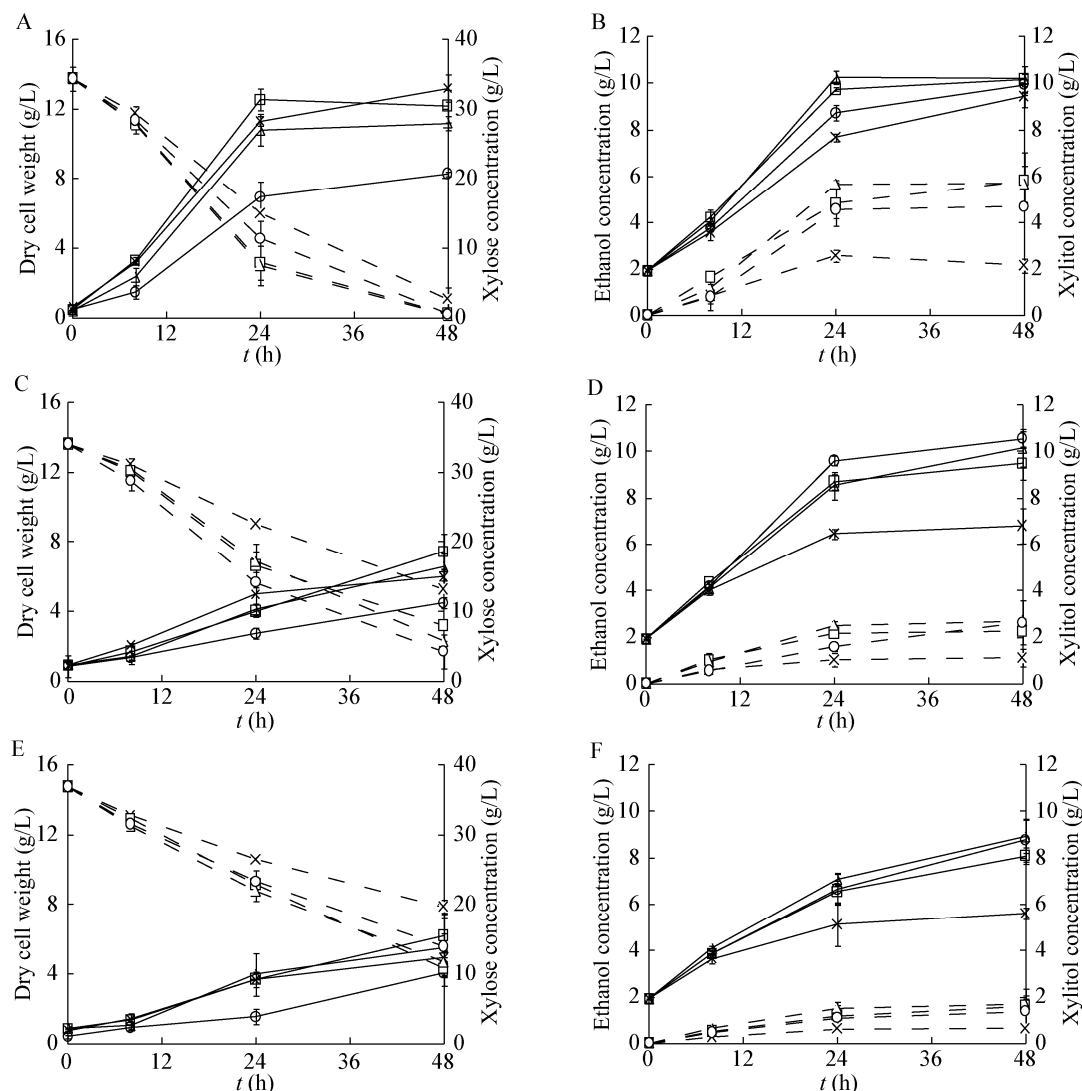 A
16
12
8
4
0
Dry cell weight (g/L)
40
30
20
10
0
Xylose concentration (g/L)
0 12 24 36 48
t (h)
B
12
10
8
6
4
2
0
Ethanol concentration (g/L)
12
10
8
6
4
2
0
Xylitol concentration (g/L)
0 12 24 36 48
t (h)
C
16
12
8
4
0
Dry cell weight (g/L)
40
30
20
10
0
Xylose concentration (g/L)
0 12 24 36 48
t (h)
D
12
10
8
6
4
2
0
Ethanol concentration (g/L)
12
10
8
6
4
2
0
Xylitol concentration (g/L)
0 12 24 36 48
t (h)
E
16
12
8
4
0
Dry cell weight (g/L)
40
30
20
10
0
Xylose concentration (g/L)
0 12 24 36 48
t (h)
F
12
10
8
6
4
2
0
Ethanol concentration (g/L)
12
10
8
6
4
2
0
Xylitol concentration (g/L)
0 12 24 36 48
t (h)